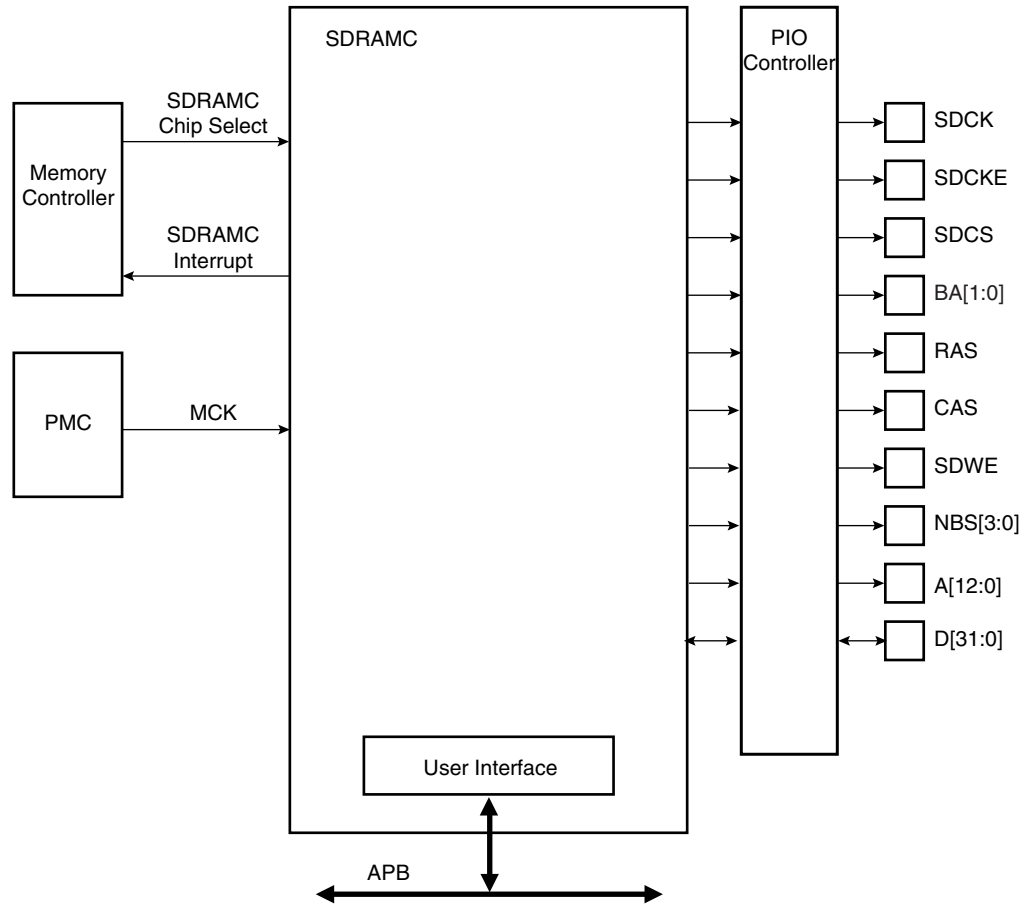 SDRAMC
PIO
Controller
SDRAMC
Chip Select
Memory
Controller
SDRAMC
Interrupt
PMC
MCK
SDCK
SDCKE
SDCS
BA[1:0]
RAS
CAS
SDWE
NBS[3:0]
A[12:0]
D[31:0]
User Interface
APB